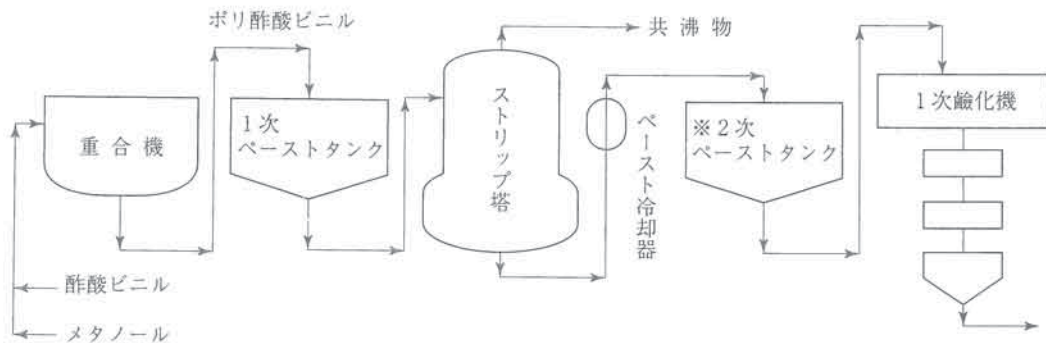 ポリ酢酸ビニル
共沸物
重合機
1次
ペーストタンク
ストリップ塔
ペースト冷却器
※2次
ペーストタンク
1次鹼化機
酢酸ビニル
メタノール